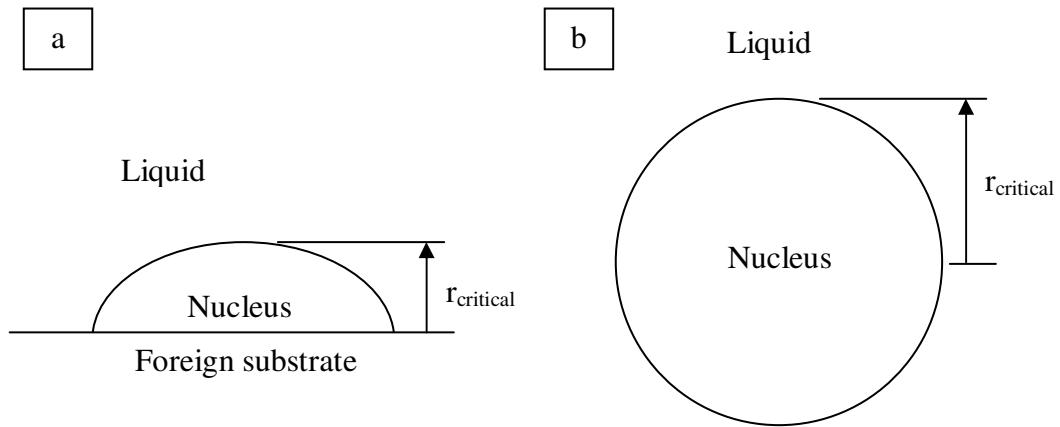 a
Liquid
Nucleus
r_critical
Foreign substrate
b
Liquid
Nucleus
r_critical